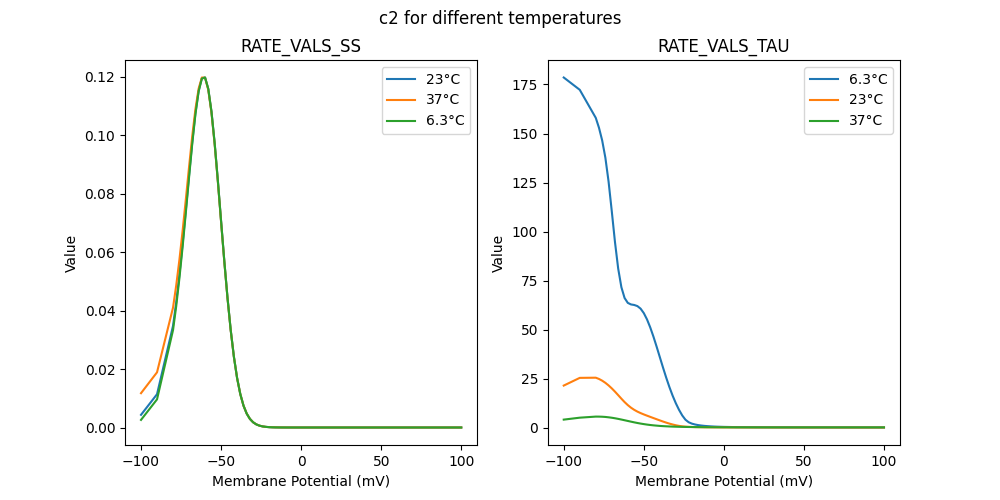 c2 for different temperatures
RATE_VALS_SS
0.12
0.10
0.08
0.06
0.04
0.02
0.00
Value
−100
−50
0
50
100
Membrane Potential (mV)
23°C
37°C
6.3°C
RATE_VALS_TAU
175
150
125
100
75
50
25
0
Value
−100
−50
0
50
100
Membrane Potential (mV)
6.3°C
23°C
37°C